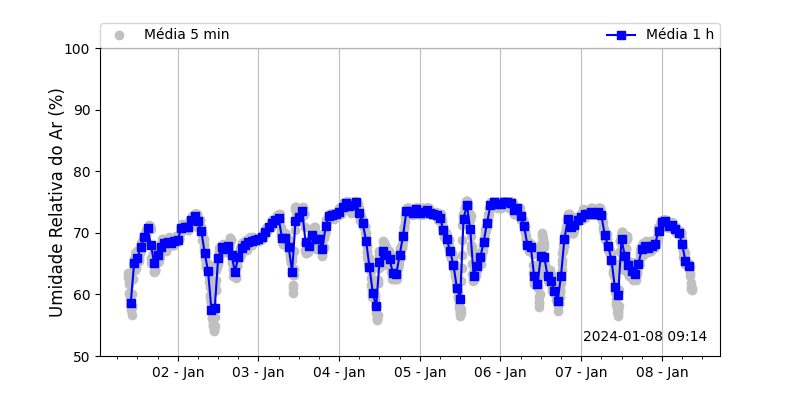 Média 5 min
Média 1 h
Umidade Relativa do Ar (%)
100
90
80
70
60
50
2024-01-08 09:14
02 - Jan
03 - Jan
04 - Jan
05 - Jan
06 - Jan
07 - Jan
08 - Jan